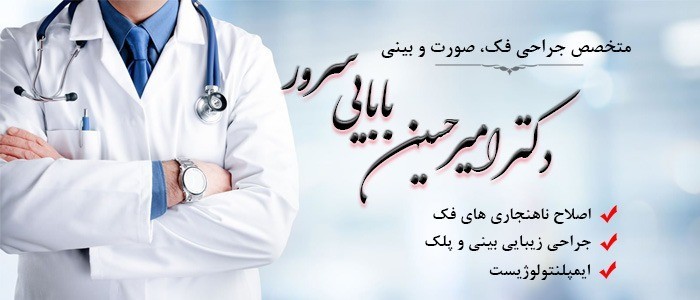 متخصص جراحی فک، صورت و بینی
دکتر امیرحسین بابایی سرور
اصلاح ناهنجاری های فک
جراحی زیبایی بینی و پلک
ایمپلنتولوژیست